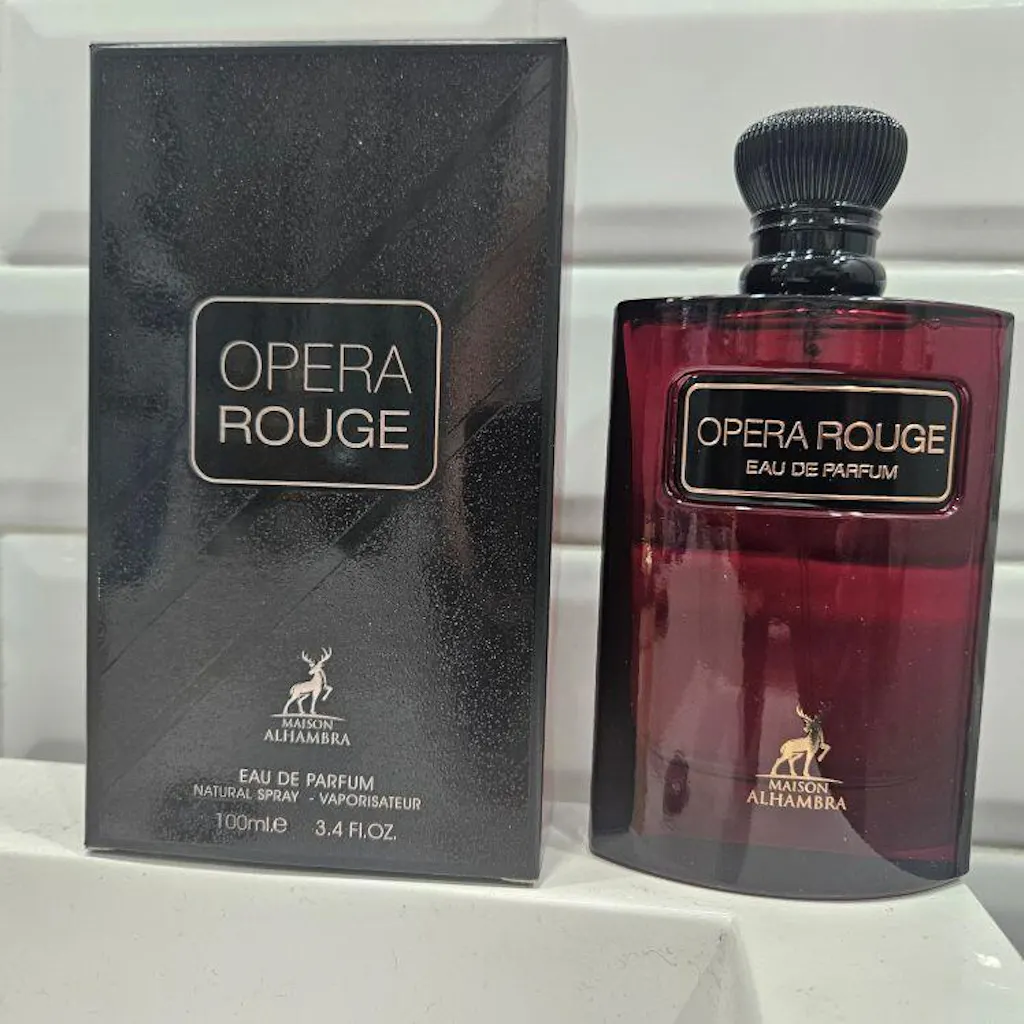 OPERA
ROUGE
MAISON
ALHAMBRA
EAU DE PARFUM
NATURAL SPRAY - VAPORISATEUR
100ml.e 3.4 Fl.OZ.
OPERA ROUGE
EAU DE PARFUM
MAISON
ALHAMBRA